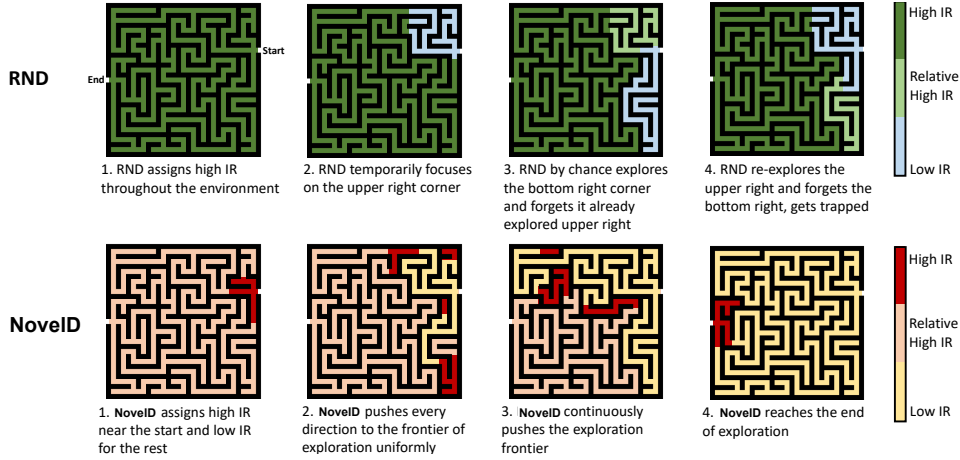 RND
Start
End
1. RND assigns high IR
throughout the environment
2. RND temporarily focuses
on the upper right corner
3. RND by chance explores
the bottom right corner
and forgets it already
explored upper right
4. RND re-explores the
upper right and forgets the
bottom right, gets trapped
High IR
Relative
High IR
Low IR
NovelD
1. NovelD assigns high IR
near the start and low IR
for the rest
2. NovelD pushes every
direction to the frontier of
exploration uniformly
3. NovelD continuously
pushes the exploration
frontier
4. NovelD reaches the end
of exploration
High IR
Relative
High IR
Low IR